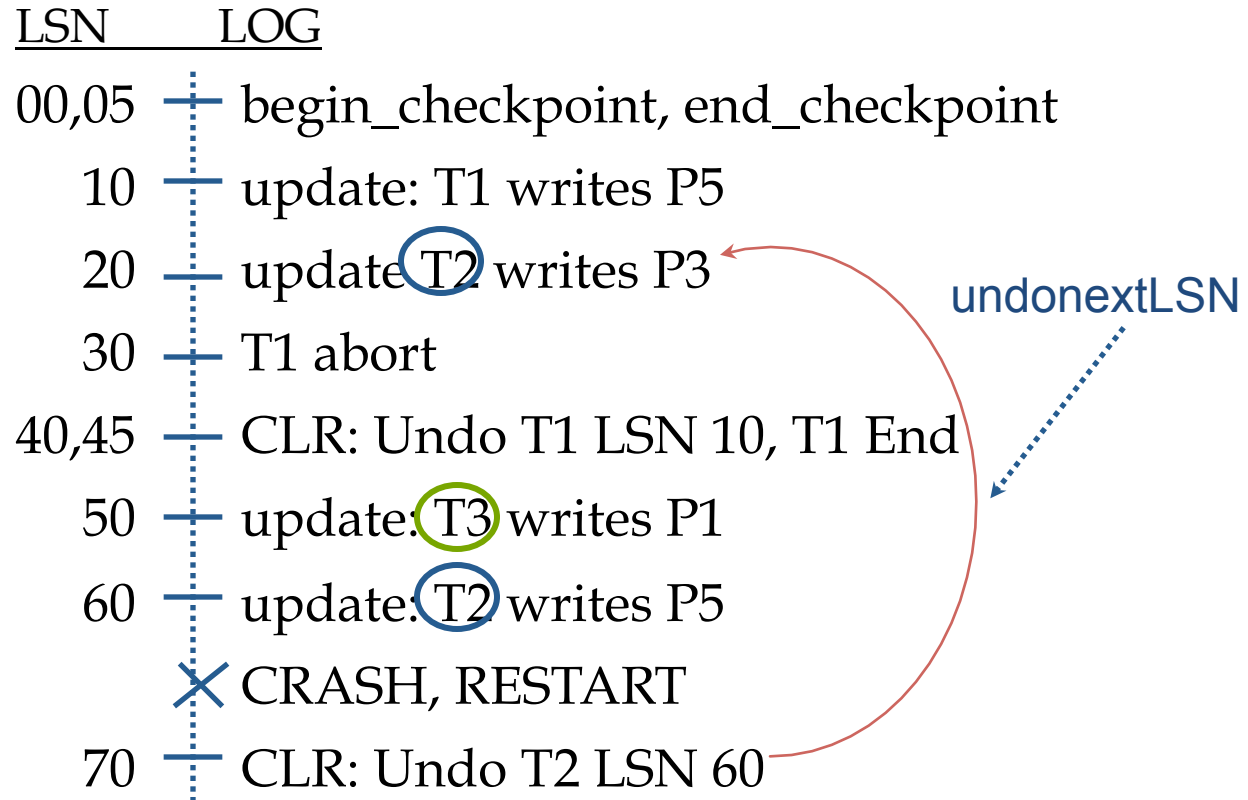 LSN LOG
00,05 begin_checkpoint, end_checkpoint
10 update: T1 writes P5
20 update T2 writes P3
undonextLSN
30 T1 abort
40,45 CLR: Undo T1 LSN 10, T1 End
50 update: T3 writes P1
60 update: T2 writes P5
CRASH, RESTART
70 CLR: Undo T2 LSN 60